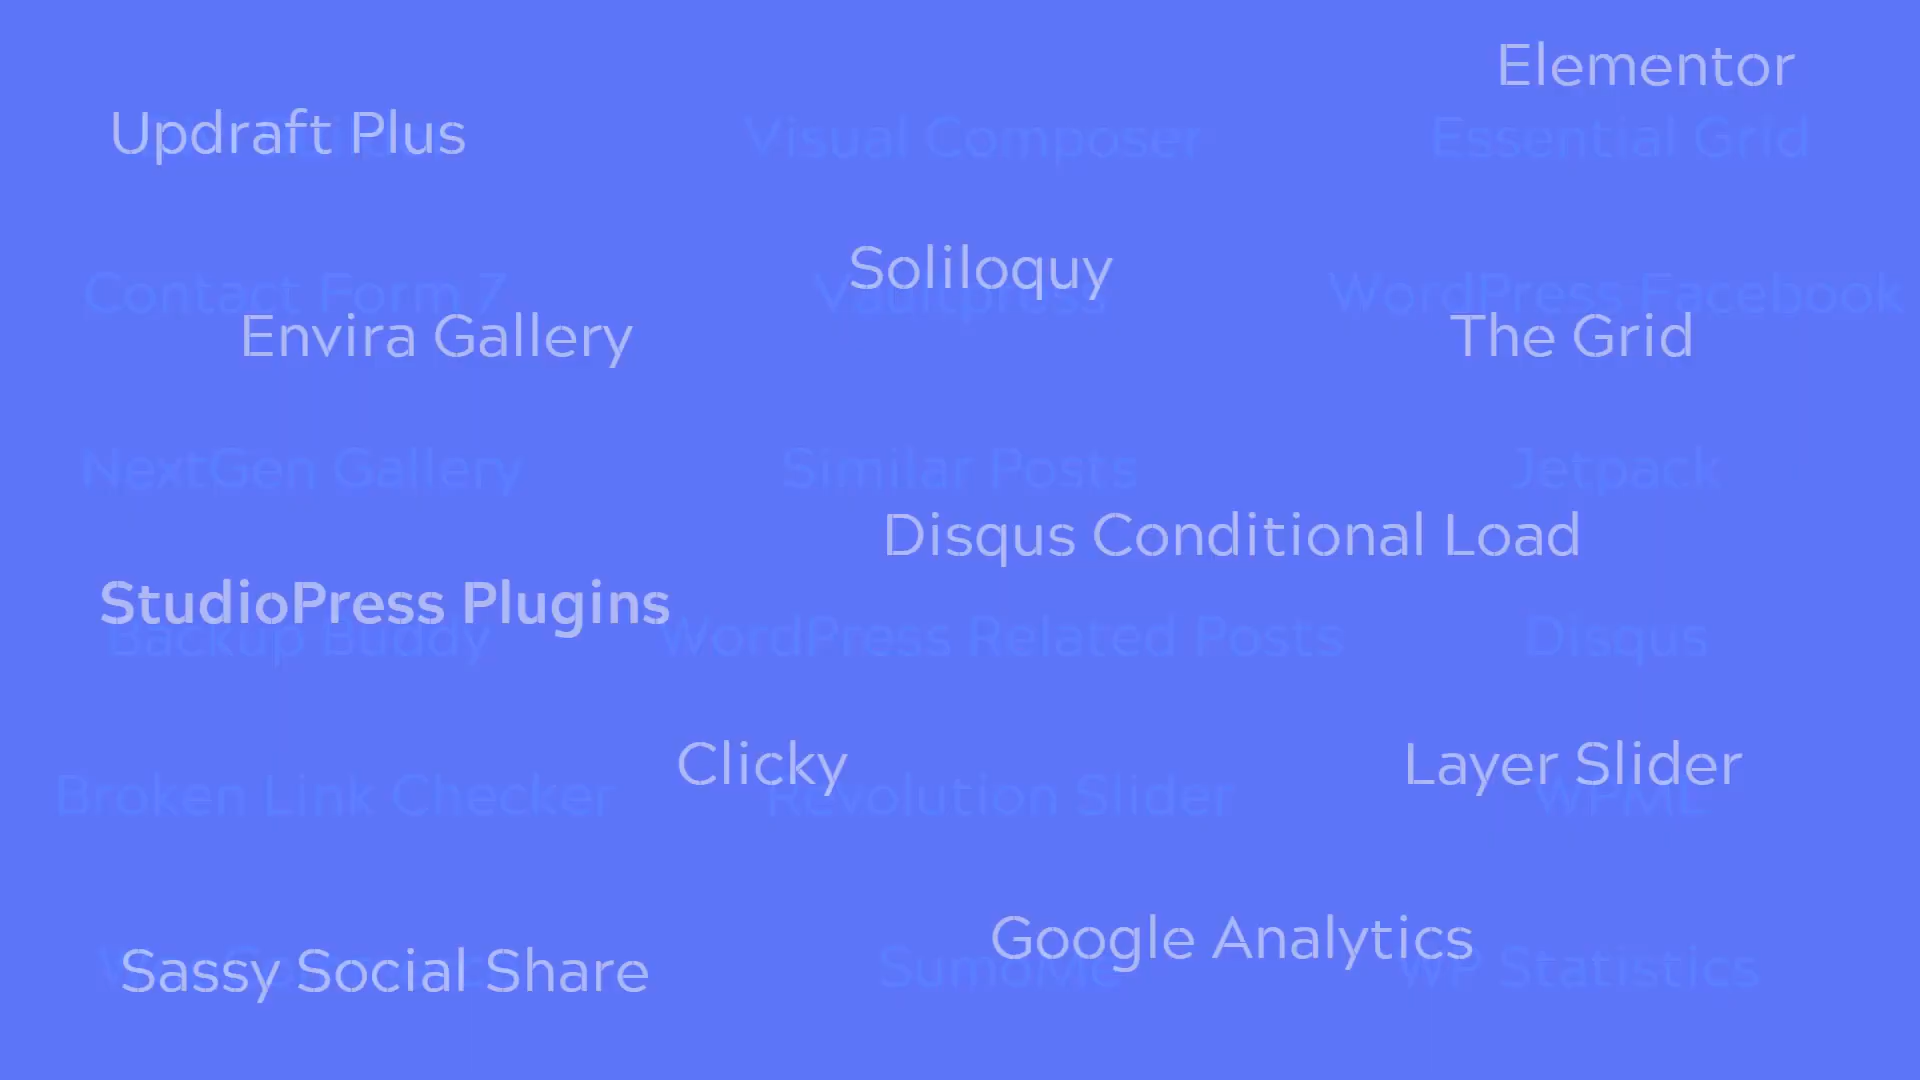 Elementor
Updraft Plus
Visual Composer
Essential Grid
Soliloquy
Contact Form 7
Vaultpress
WordPress Facebook
Envira Gallery
The Grid
NextGen Gallery
Similar Posts
Jetpack
Disqus Conditional Load
StudioPress Plugins
Backup Buddy
WordPress Related Posts
Disqus
Clicky
Layer Slider
Broken Link Checker
Revolution Slider
WPML
Google Analytics
Sassy Social Share
SumoMe
WP Statistics